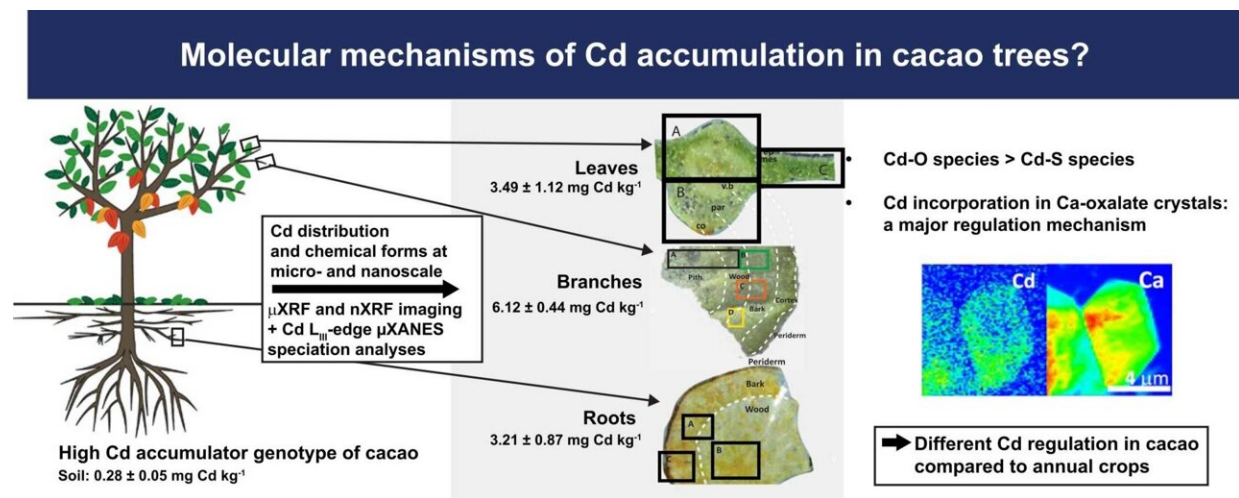 Molecular mechanisms of Cd accumulation in cacao trees?
Cd distribution
and chemical forms at
micro- and nanoscale
µXRF and nXRF imaging
+ Cd L_III-edge µXANES
speciation analyses
High Cd accumulator genotype of cacao
Soil: 0.28 ± 0.05 mg Cd kg⁻¹
Leaves
3.49 ± 1.12 mg Cd kg⁻¹
A
B
C
mes
v.b
par
co
Branches
6.12 ± 0.44 mg Cd kg⁻¹
A
Pith
Wood
C
Bark
Cortex
D
Periderm
Periderm
Roots
3.21 ± 0.87 mg Cd kg⁻¹
Bark
Wood
A
B
C
• Cd-O species > Cd-S species
• Cd incorporation in Ca-oxalate crystals:
a major regulation mechanism
Cd
Ca
4 µm
Different Cd regulation in cacao
compared to annual crops